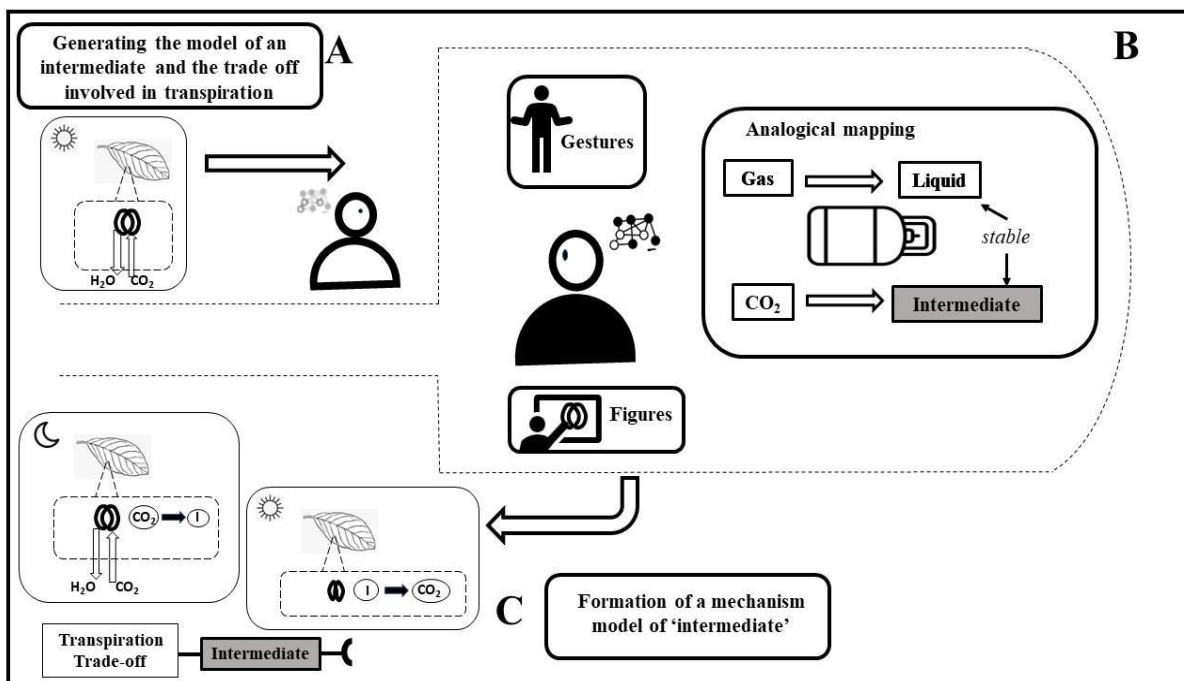 Generating the model of an
intermediate and the trade off
involved in transpiration
A
H₂O CO₂
B
Gestures
Analogical mapping
Gas
Liquid
stable
CO₂
Intermediate
Figures
CO₂
I
H₂O CO₂
I
CO₂
C
Formation of a mechanism
model of ‘intermediate’
Transpiration
Trade-off
Intermediate